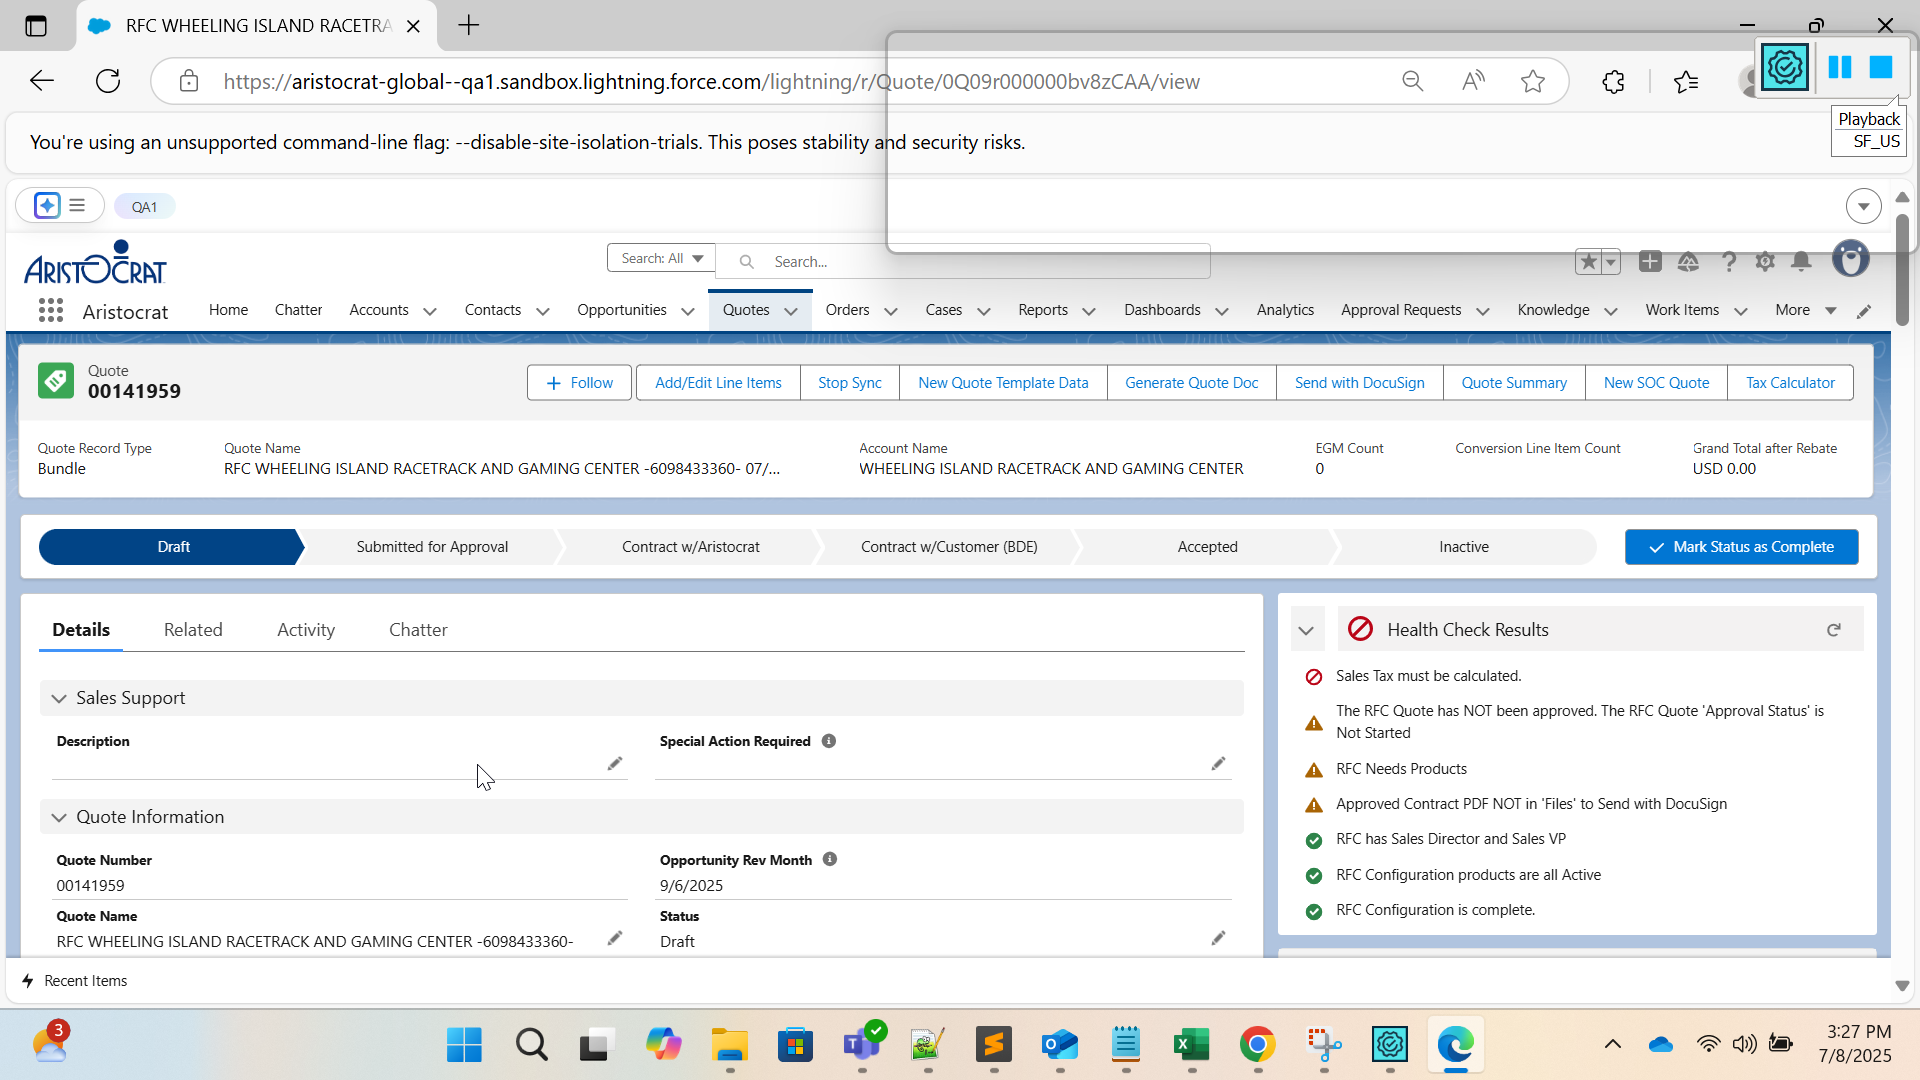 RFC WHEELING ISLAND RACETRA
https://aristocrat-global--qa1.sandbox.lightning.force.com/lightning/r/Quote/0Q09r000000bv8zCAA/view
Playback
SF_US
You're using an unsupported command-line flag: --disable-site-isolation-trials. This poses stability and security risks.
QA1
ARISTOCRAT
Search: All
Search...
Aristocrat
Home
Chatter
Accounts
Contacts
Opportunities
Quotes
Orders
Cases
Reports
Dashboards
Analytics
Approval Requests
Knowledge
Work Items
More
Quote
00141959
Follow
Add/Edit Line Items
Stop Sync
New Quote Template Data
Generate Quote Doc
Send with DocuSign
Quote Summary
New SOC Quote
Tax Calculator
Quote Record Type
Bundle
Quote Name
RFC WHEELING ISLAND RACETRACK AND GAMING CENTER -6098433360- 07/...
Account Name
WHEELING ISLAND RACETRACK AND GAMING CENTER
EGM Count
0
Conversion Line Item Count
Grand Total after Rebate
USD 0.00
Draft
Submitted for Approval
Contract w/Aristocrat
Contract w/Customer (BDE)
Accepted
Inactive
Mark Status as Complete
Details
Related
Activity
Chatter
Sales Support
Description
Special Action Required
Quote Information
Quote Number
00141959
Opportunity Rev Month
9/6/2025
Quote Name
RFC WHEELING ISLAND RACETRACK AND GAMING CENTER -6098433360-
Status
Draft
Health Check Results
Sales Tax must be calculated.
The RFC Quote has NOT been approved. The RFC Quote 'Approval Status' is
Not Started
RFC Needs Products
Approved Contract PDF NOT in 'Files' to Send with DocuSign
RFC has Sales Director and Sales VP
RFC Configuration products are all Active
RFC Configuration is complete.
Recent Items
3
3:27 PM
7/8/2025